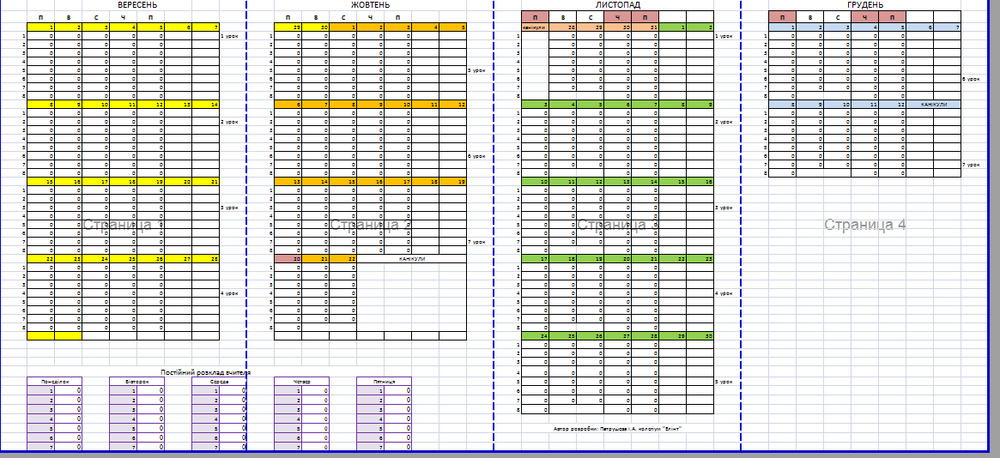 ВЕРЕСЕНЬ
П В С Ч П
1 2 3 4 5 6 7
1 0 0 0 0 0 1 урок
2 0 0 0 0 0
3 0 0 0 0 0
4 0 0 0 0 0
5 0 0 0 0 0
6 0 0 0 0 0
7 0 0 0 0 0
8 0 0 0 0 0
8 9 10 11 12 13 14
1 0 0 0 0 0
2 0 0 0 0 0 2 урок
3 0 0 0 0 0
4 0 0 0 0 0
5 0 0 0 0 0
6 0 0 0 0 0
7 0 0 0 0 0
8 0 0 0 0 0
15 16 17 18 19 20 21
1 0 0 0 0 0
2 0 0 0 0 0
3 0 0 0 0 0 3 урок
4 0 0 0 0 0
5 0 0 0 0 0
Страница 1
6 0 0 0 0 0
7 0 0 0 0 0
8 0 0 0 0 0
22 23 24 25 26 27 28
1 0 0 0 0 0
2 0 0 0 0 0
3 0 0 0 0 0
4 0 0 0 0 0 4 урок
5 0 0 0 0 0
6 0 0 0 0 0
7 0 0 0 0 0
8 0 0 0 0 0
ЖОВТЕНЬ
П В С Ч П
29 30 1 2 3 4 5
1 0 0 0 0 0
2 0 0 0 0 0
3 0 0 0 0 0
4 0 0 0 0 0
5 0 0 0 0 0 5 урок
6 0 0 0 0 0
7 0 0 0 0 0
8 0 0 0 0 0
6 7 8 9 10 11 12
1 0 0 0 0 0
2 0 0 0 0 0
3 0 0 0 0 0
4 0 0 0 0 0
5 0 0 0 0 0
6 0 0 0 0 0 6 урок
7 0 0 0 0 0
8 0 0 0 0 0
13 14 15 16 17 18 19
1 0 0 0 0 0
2 0 0 0 0 0
3 0 0 0 0 0
4 0 0 0 0 0
5 0 0 0 0 0
Страница 2
6 0 0 0 0 0
7 0 0 0 0 0 7 урок
8 0 0 0 0 0
20 21 22 КАНІКУЛИ
1 0 0 0
2 0 0 0
3 0 0 0
4 0 0 0
5 0 0 0
6 0 0 0
7 0 0 0
8 0
ЛИСТОПАД
П В С Ч П
канікули 28 29 30 31 1 2
1 0 0 0 0 1 урок
2 0 0 0 0
3 0 0 0 0
4 0 0 0 0
5 0 0 0 0
6 0 0 0 0
7 0 0 0 0
8 0 0
3 4 5 6 7 8 9
1 0 0 0 0 0
2 0 0 0 0 0 2 урок
3 0 0 0 0 0
4 0 0 0 0 0
5 0 0 0 0 0
6 0 0 0 0 0
7 0 0 0 0 0
8 0 0 0
10 11 12 13 14 15 16
1 0 0 0 0 0
2 0 0 0 0 0
3 0 0 0 0 0 3 урок
4 0 0 0 0 0
5 0 0 0 0 0
Страница 3
6 0 0 0 0 0
7 0 0 0 0 0
8 0 0 0
17 18 19 20 21 22 23
1 0 0 0 0 0
2 0 0 0 0 0
3 0 0 0 0 0
4 0 0 0 0 0 4 урок
5 0 0 0 0 0
6 0 0 0 0 0
7 0 0 0 0 0
8 0 0 0
24 25 26 27 28 29 30
1 0 0 0 0 0
2 0 0 0 0 0
3 0 0 0 0 0
4 0 0 0 0 0
5 0 0 0 0 0 5 урок
6 0 0 0 0 0
7 0 0 0 0 0
8 0 0 0
Автор розробки: Петрушова І.А. колегіум "Елінт"
ГРУДЕНЬ
П В С Ч П
1 2 3 4 5 6 7
1 0 0 0 0 0
2 0 0 0 0 0
3 0 0 0 0 0
4 0 0 0 0 0
5 0 0 0 0 0
6 0 0 0 0 0 6 урок
7 0 0 0 0 0
8 0 0 0
8 9 10 11 12 КАНІКУЛИ
1 0 0 0 0 0
2 0 0 0 0 0
3 0 0 0 0 0
4 0 0 0 0 0
5 0 0 0 0 0
6 0 0 0 0 0
7 0 0 0 0 0 7 урок
8 0 0 0
Страница 4
Постійний розклад вчителя
Понеділок Вівторок Середа Четвер Пятниця
1 0 1 0 1 0 1 0 1 0
2 0 2 0 2 0 2 0 2 0
3 0 3 0 3 0 3 0 3 0
4 0 4 0 4 0 4 0 4 0
5 0 5 0 5 0 5 0 5 0
6 0 6 0 6 0 6 0 6 0
7 0 7 0 7 0 7 0 7 0